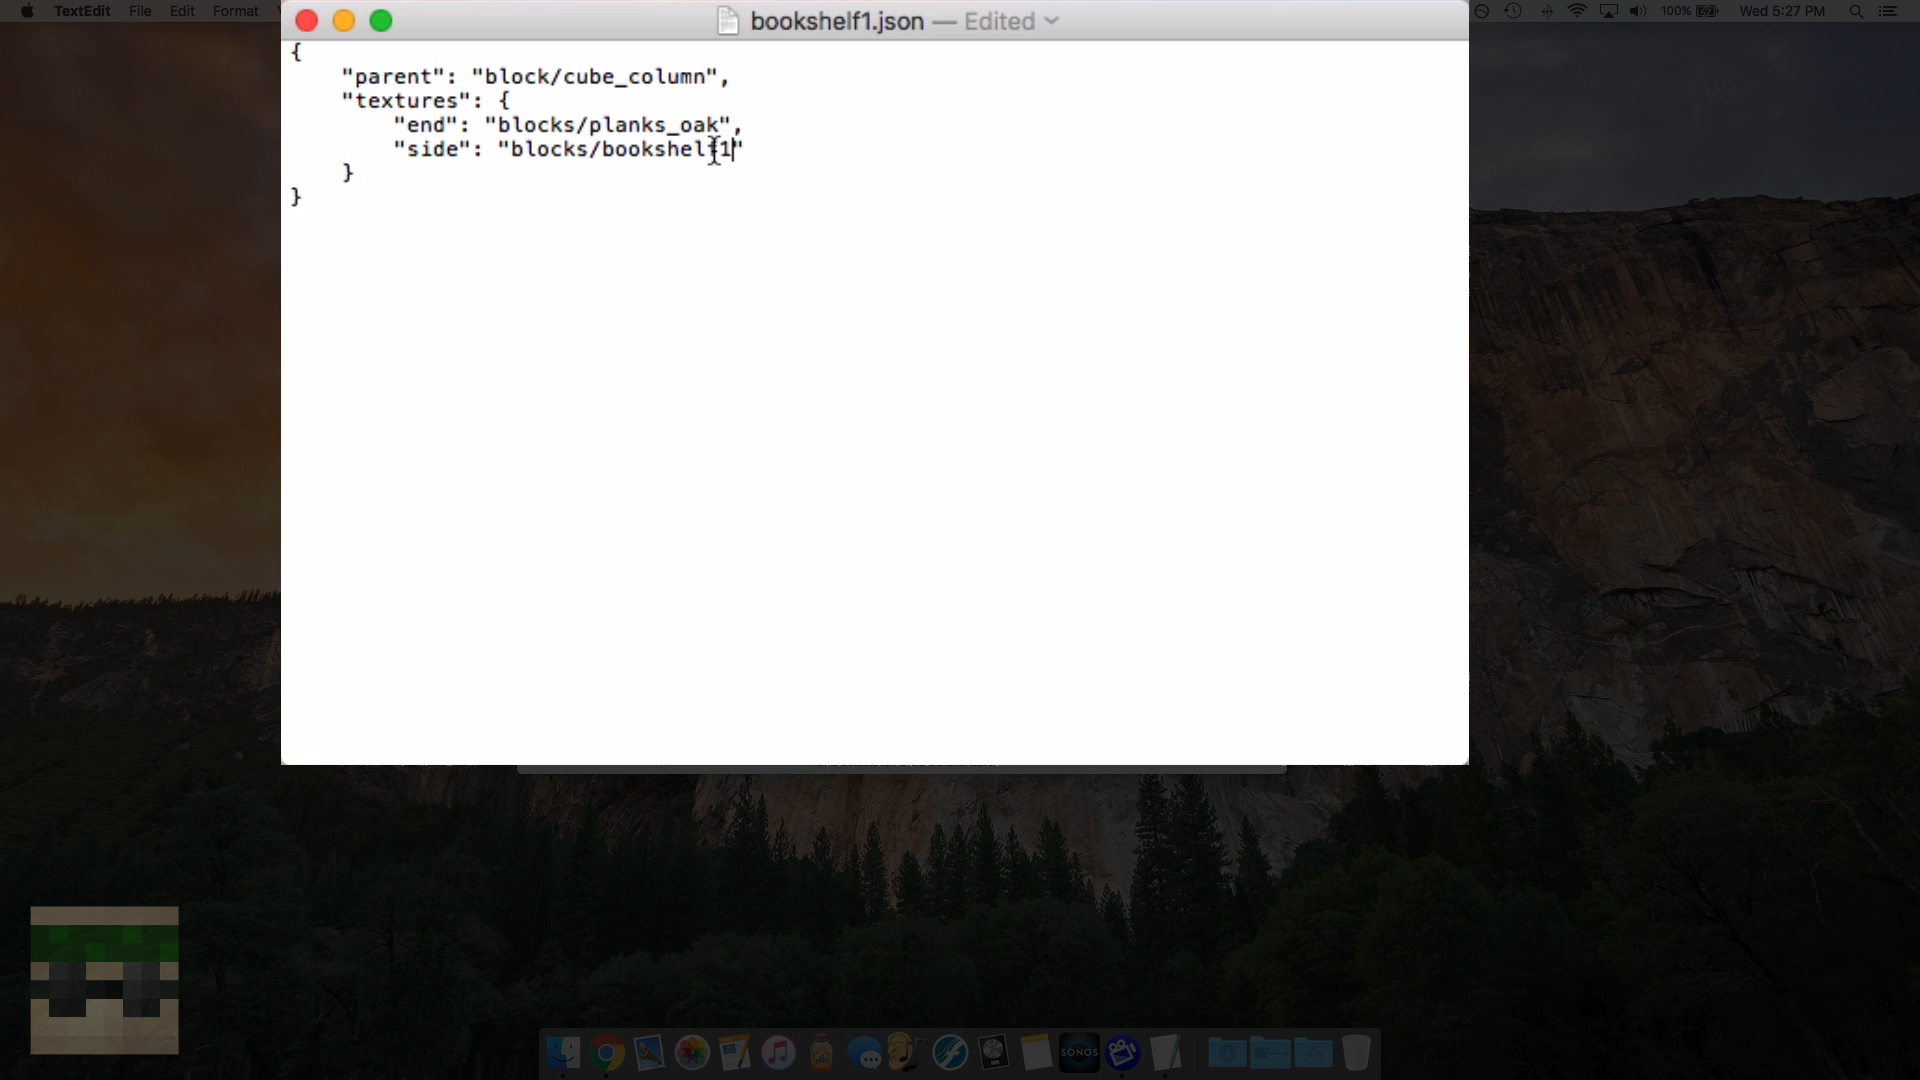 TextEdit File Edit Format
bookshelf1.json — Edited
100% Wed 5:27 PM
{
"parent": "block/cube_column",
"textures": {
"end": "blocks/planks_oak",
"side": "blocks/bookshelf1"
}
}
SONOS